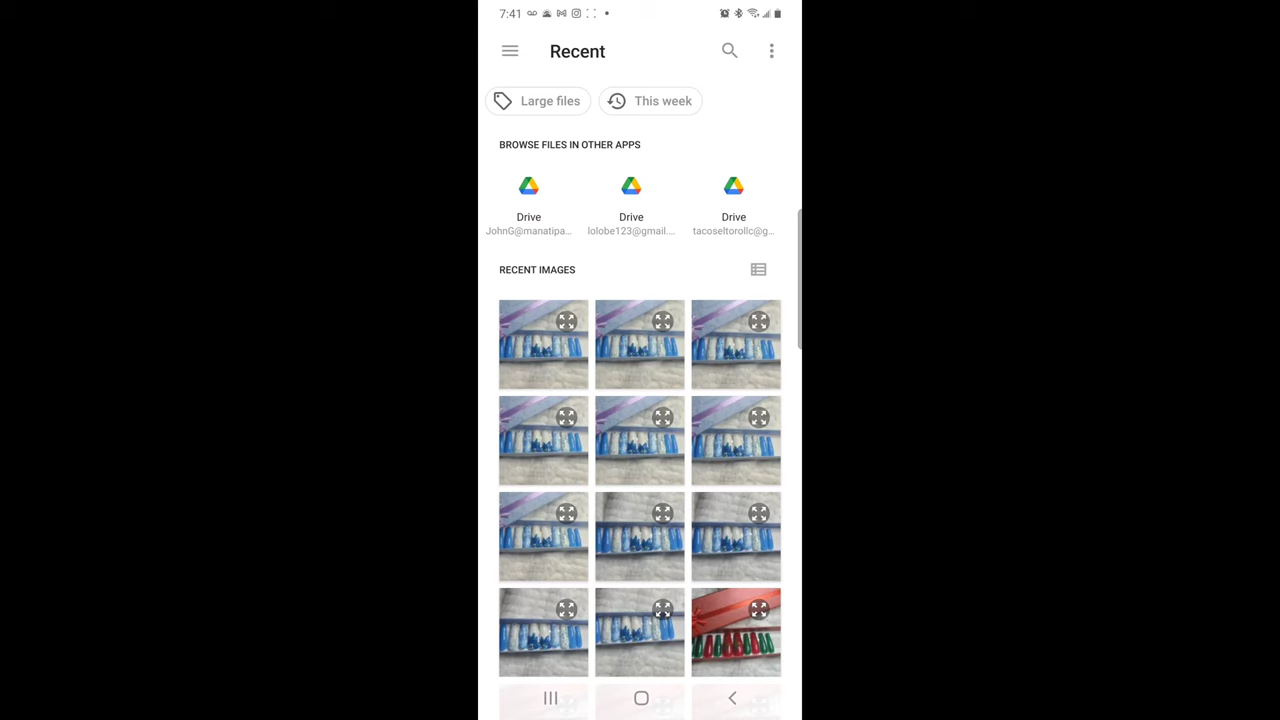 7:41
Recent
Large files
This week
BROWSE FILES IN OTHER APPS
Drive
JohnG@manatipa...
Drive
lolobe123@gmail....
Drive
tacoseltorollc@g...
RECENT IMAGES